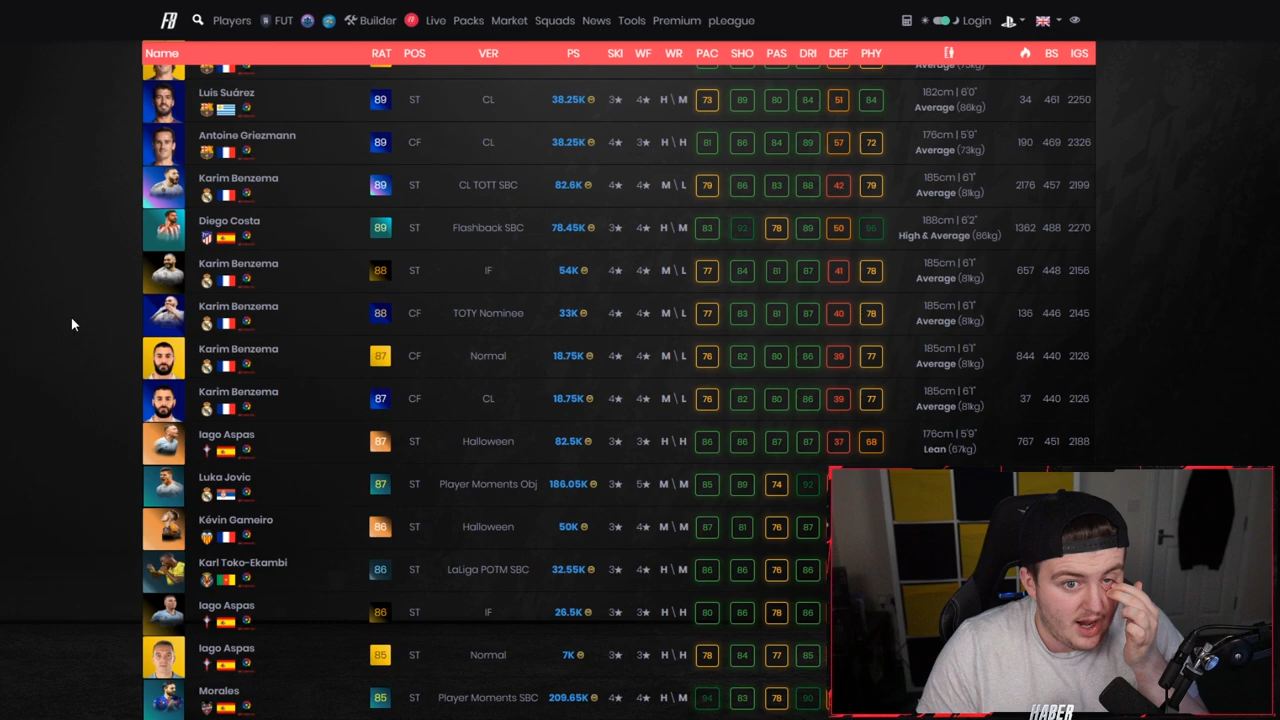 FB Players FUT Builder Live Packs Market Squads News Tools Premium pLeague Login
Name RAT POS VER PS SKI WF WR PAC SHO PAS DRI DEF PHY BS IGS
Average (73kg)
Luis Suárez 89 ST CL 38.25K 3★ 4★ H \ M 73 89 80 84 51 84 182cm | 6'0" Average (86kg) 34 461 2250
Antoine Griezmann 89 CF CL 38.25K 4★ 3★ H \ H 81 86 84 89 57 72 176cm | 5'9" Average (73kg) 190 469 2326
Karim Benzema 89 ST CL TOTT SBC 82.6K 4★ 4★ M \ L 79 86 83 88 42 79 185cm | 6'1" Average (81kg) 2176 457 2199
Diego Costa 89 ST Flashback SBC 78.45K 3★ 4★ H \ M 83 92 78 89 50 96 188cm | 6'2" High & Average (86kg) 1362 488 2270
Karim Benzema 88 ST IF 54K 4★ 4★ M \ L 77 84 81 87 41 78 185cm | 6'1" Average (81kg) 657 448 2156
Karim Benzema 88 CF TOTY Nominee 33K 4★ 4★ M \ L 77 83 81 87 40 78 185cm | 6'1" Average (81kg) 136 446 2145
Karim Benzema 87 CF Normal 18.75K 4★ 4★ M \ L 76 82 80 86 39 77 185cm | 6'1" Average (81kg) 844 440 2126
Karim Benzema 87 CF CL 18.75K 4★ 4★ M \ L 76 82 80 86 39 77 185cm | 6'1" Average (81kg) 37 440 2126
Iago Aspas 87 ST Halloween 82.5K 3★ 3★ H \ H 86 86 87 87 37 68 176cm | 5'9" Lean (67kg) 767 451 2188
Luka Jovic 87 ST Player Moments Obj 186.05K 3★ 5★ M \ M 85 89 74 92
Kévin Gameiro 86 ST Halloween 50K 3★ 4★ M \ M 87 81 76 87
Karl Toko-Ekambi 86 ST LaLiga POTM SBC 32.55K 3★ 4★ H \ M 86 86 76 86
Iago Aspas 86 ST IF 26.5K 3★ 3★ H \ H 80 86 78 86
Iago Aspas 85 ST Normal 7K 3★ 3★ H \ H 78 84 77 85
Morales 85 ST Player Moments SBC 209.65K 4★ 4★ H \ M 94 83 78 90
HABER